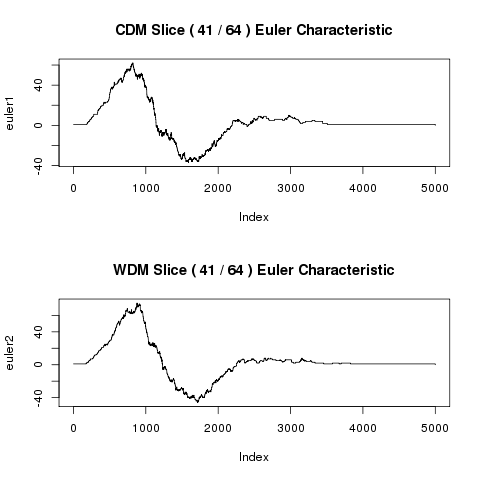 CDM Slice ( 41 / 64 ) Euler Characteristic
euler1
40
0
-40
0 1000 2000 3000 4000 5000
Index
WDM Slice ( 41 / 64 ) Euler Characteristic
euler2
40
0
-40
0 1000 2000 3000 4000 5000
Index